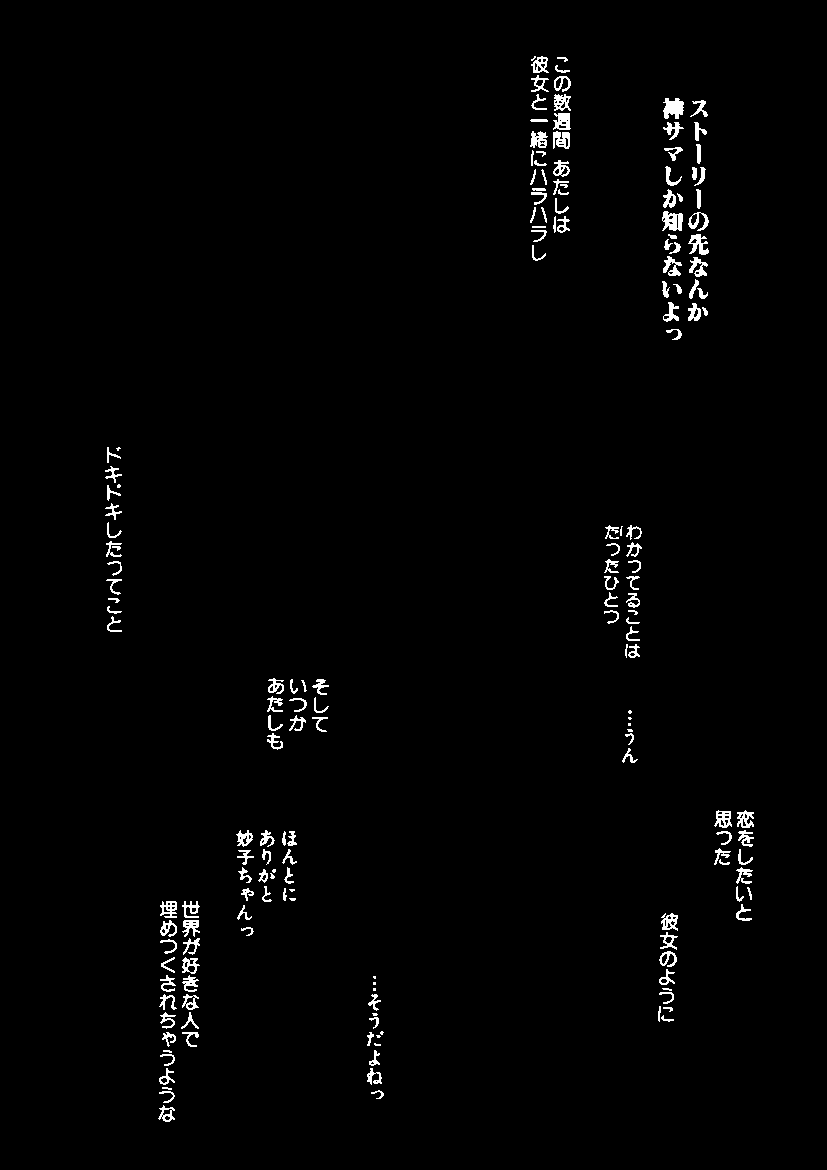 ストーリーの先なんか
神サマしか知らないよっ
この数週間 あたしは
彼女と一緒にハラハラし
わかってることは
たったひとつ
ドキドキしたってこと
…うん
そして
いつか
あたしも
恋をしたいと
思った
彼女のように
ほんとに
ありがと
妙子ちゃんっ
…そうだよねっ
世界が好きな人で
埋めつくされちゃうような